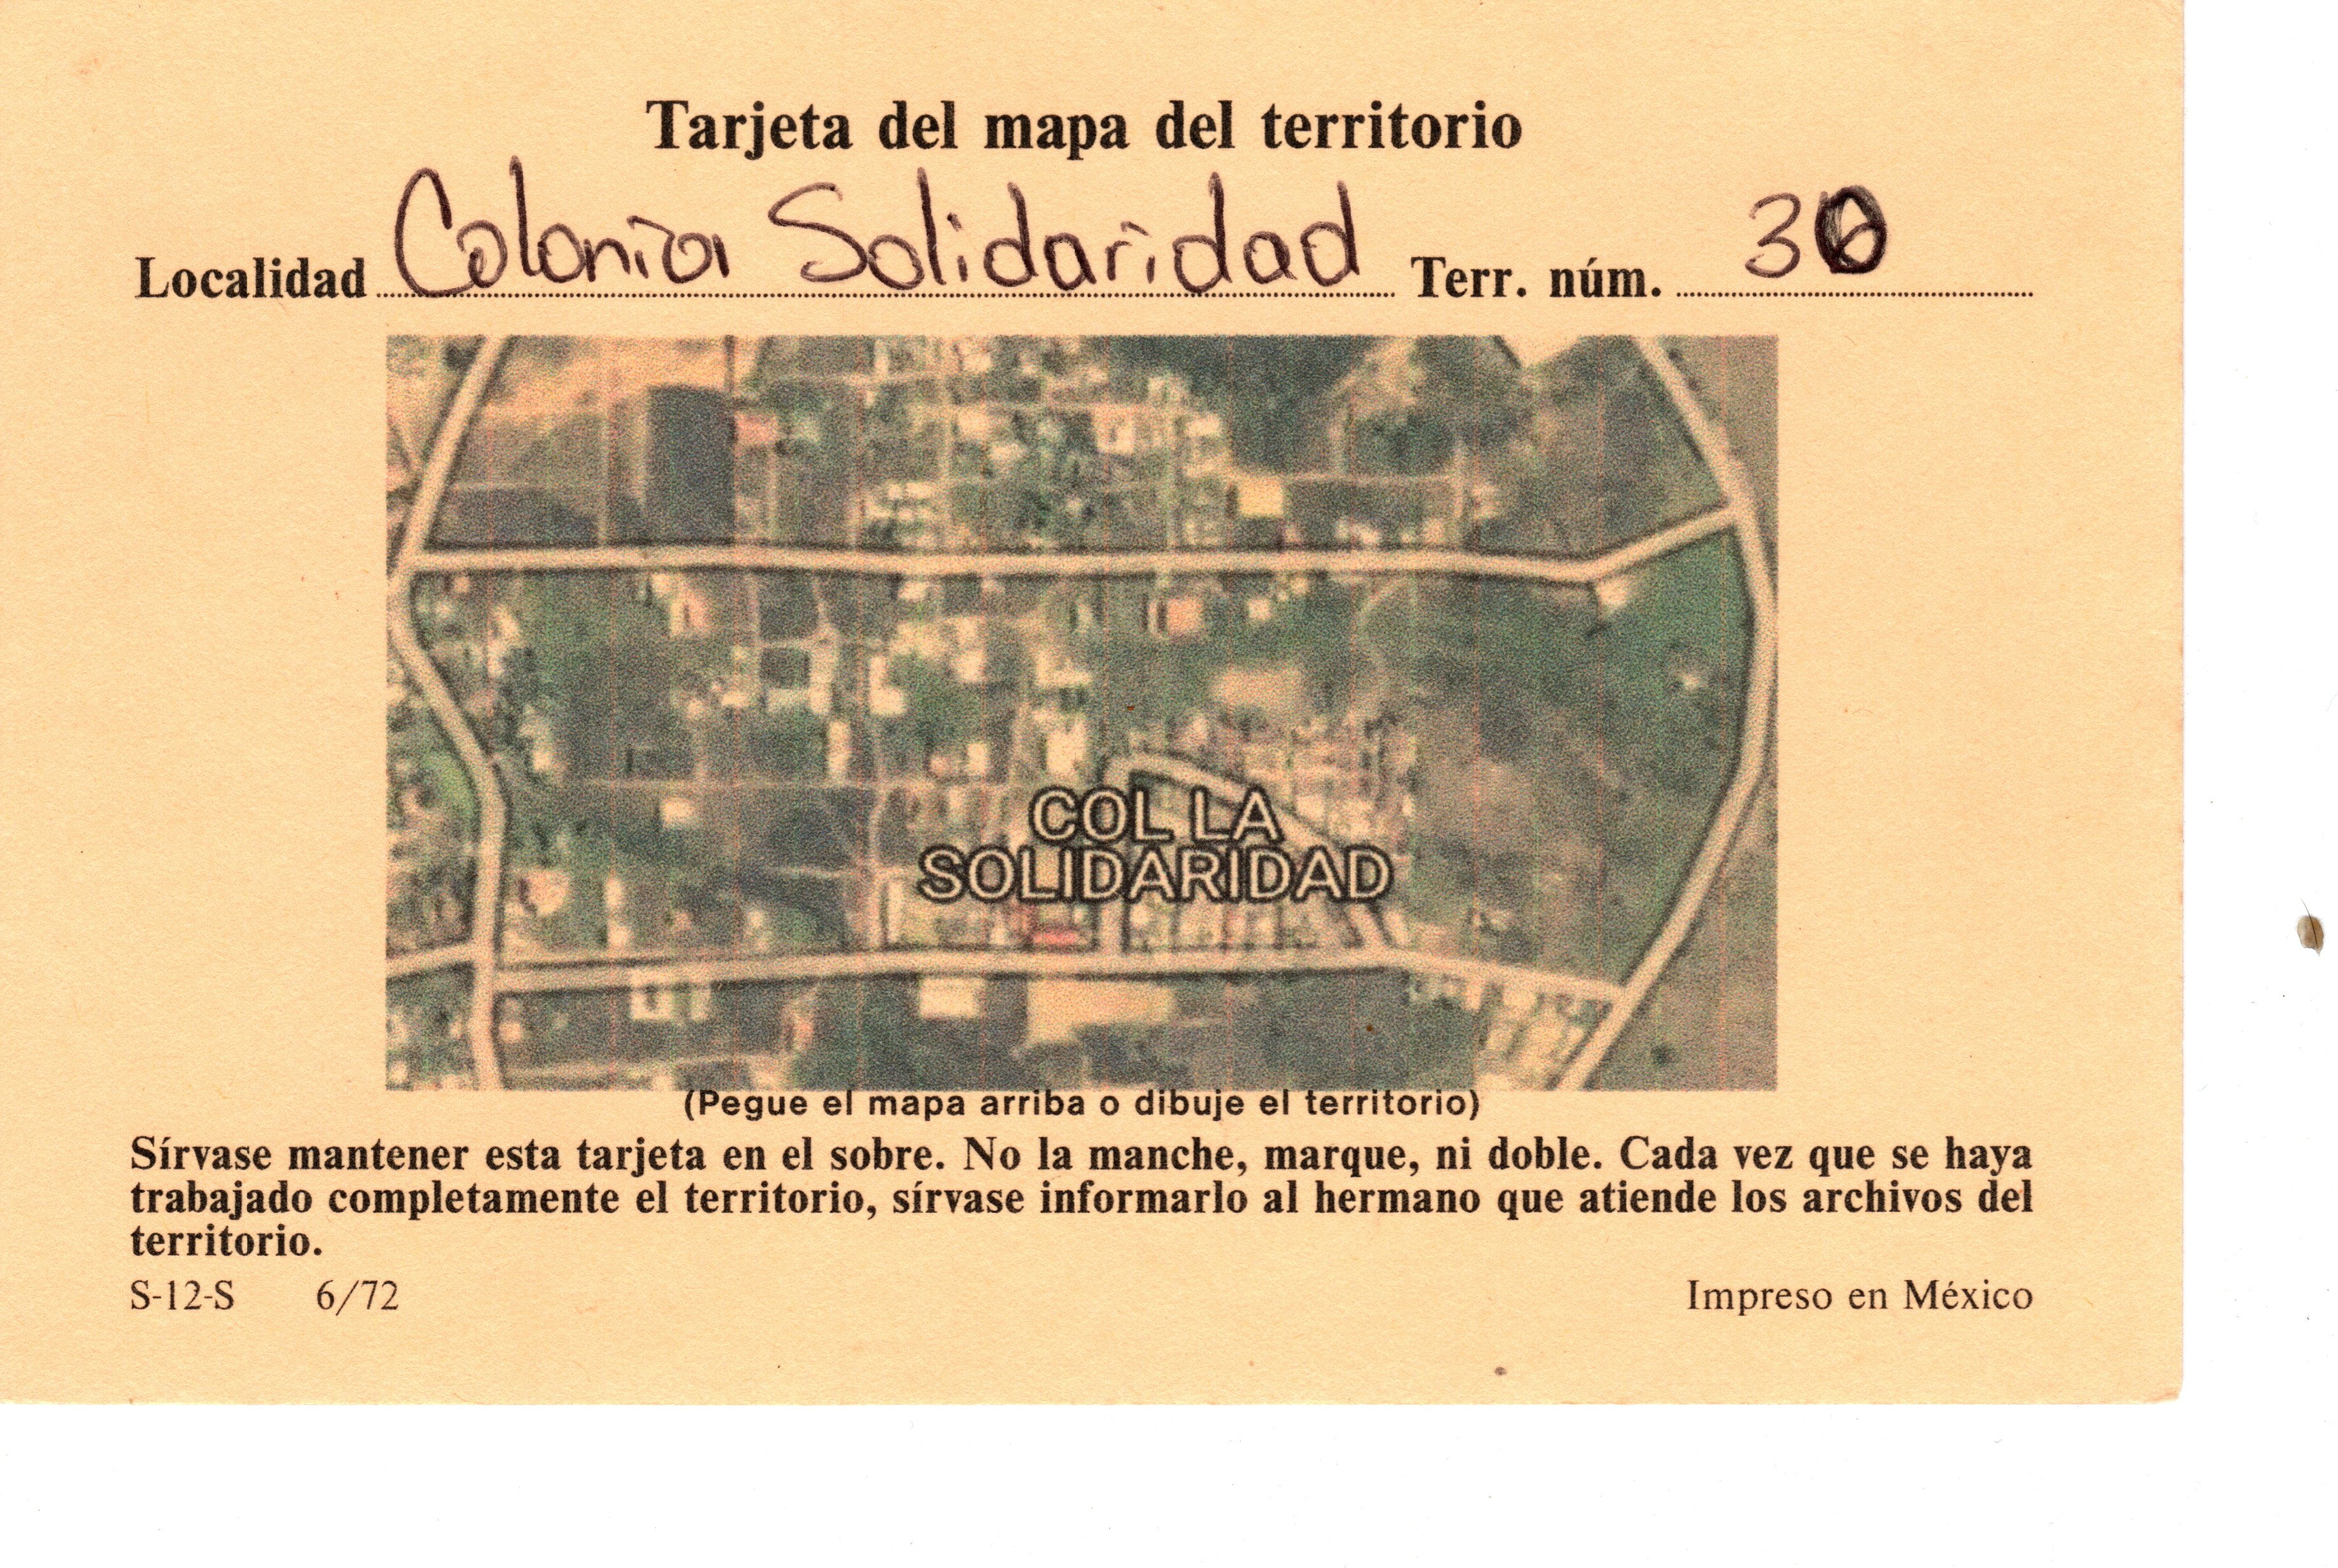 Tarjeta del mapa del territorio
Localidad Colonia Solidaridad Terr. núm.
COL LA
SOLIDARIDAD
(Pegue el mapa arriba o dibuje el territorio)
Sírvase mantener esta tarjeta en el sobre. No la manche, marque, ni doble. Cada vez que se haya
trabajado completamente el territorio, sírvase informarlo al hermano que atiende los archivos del
territorio.
S-12-S 6/72 Impreso en México